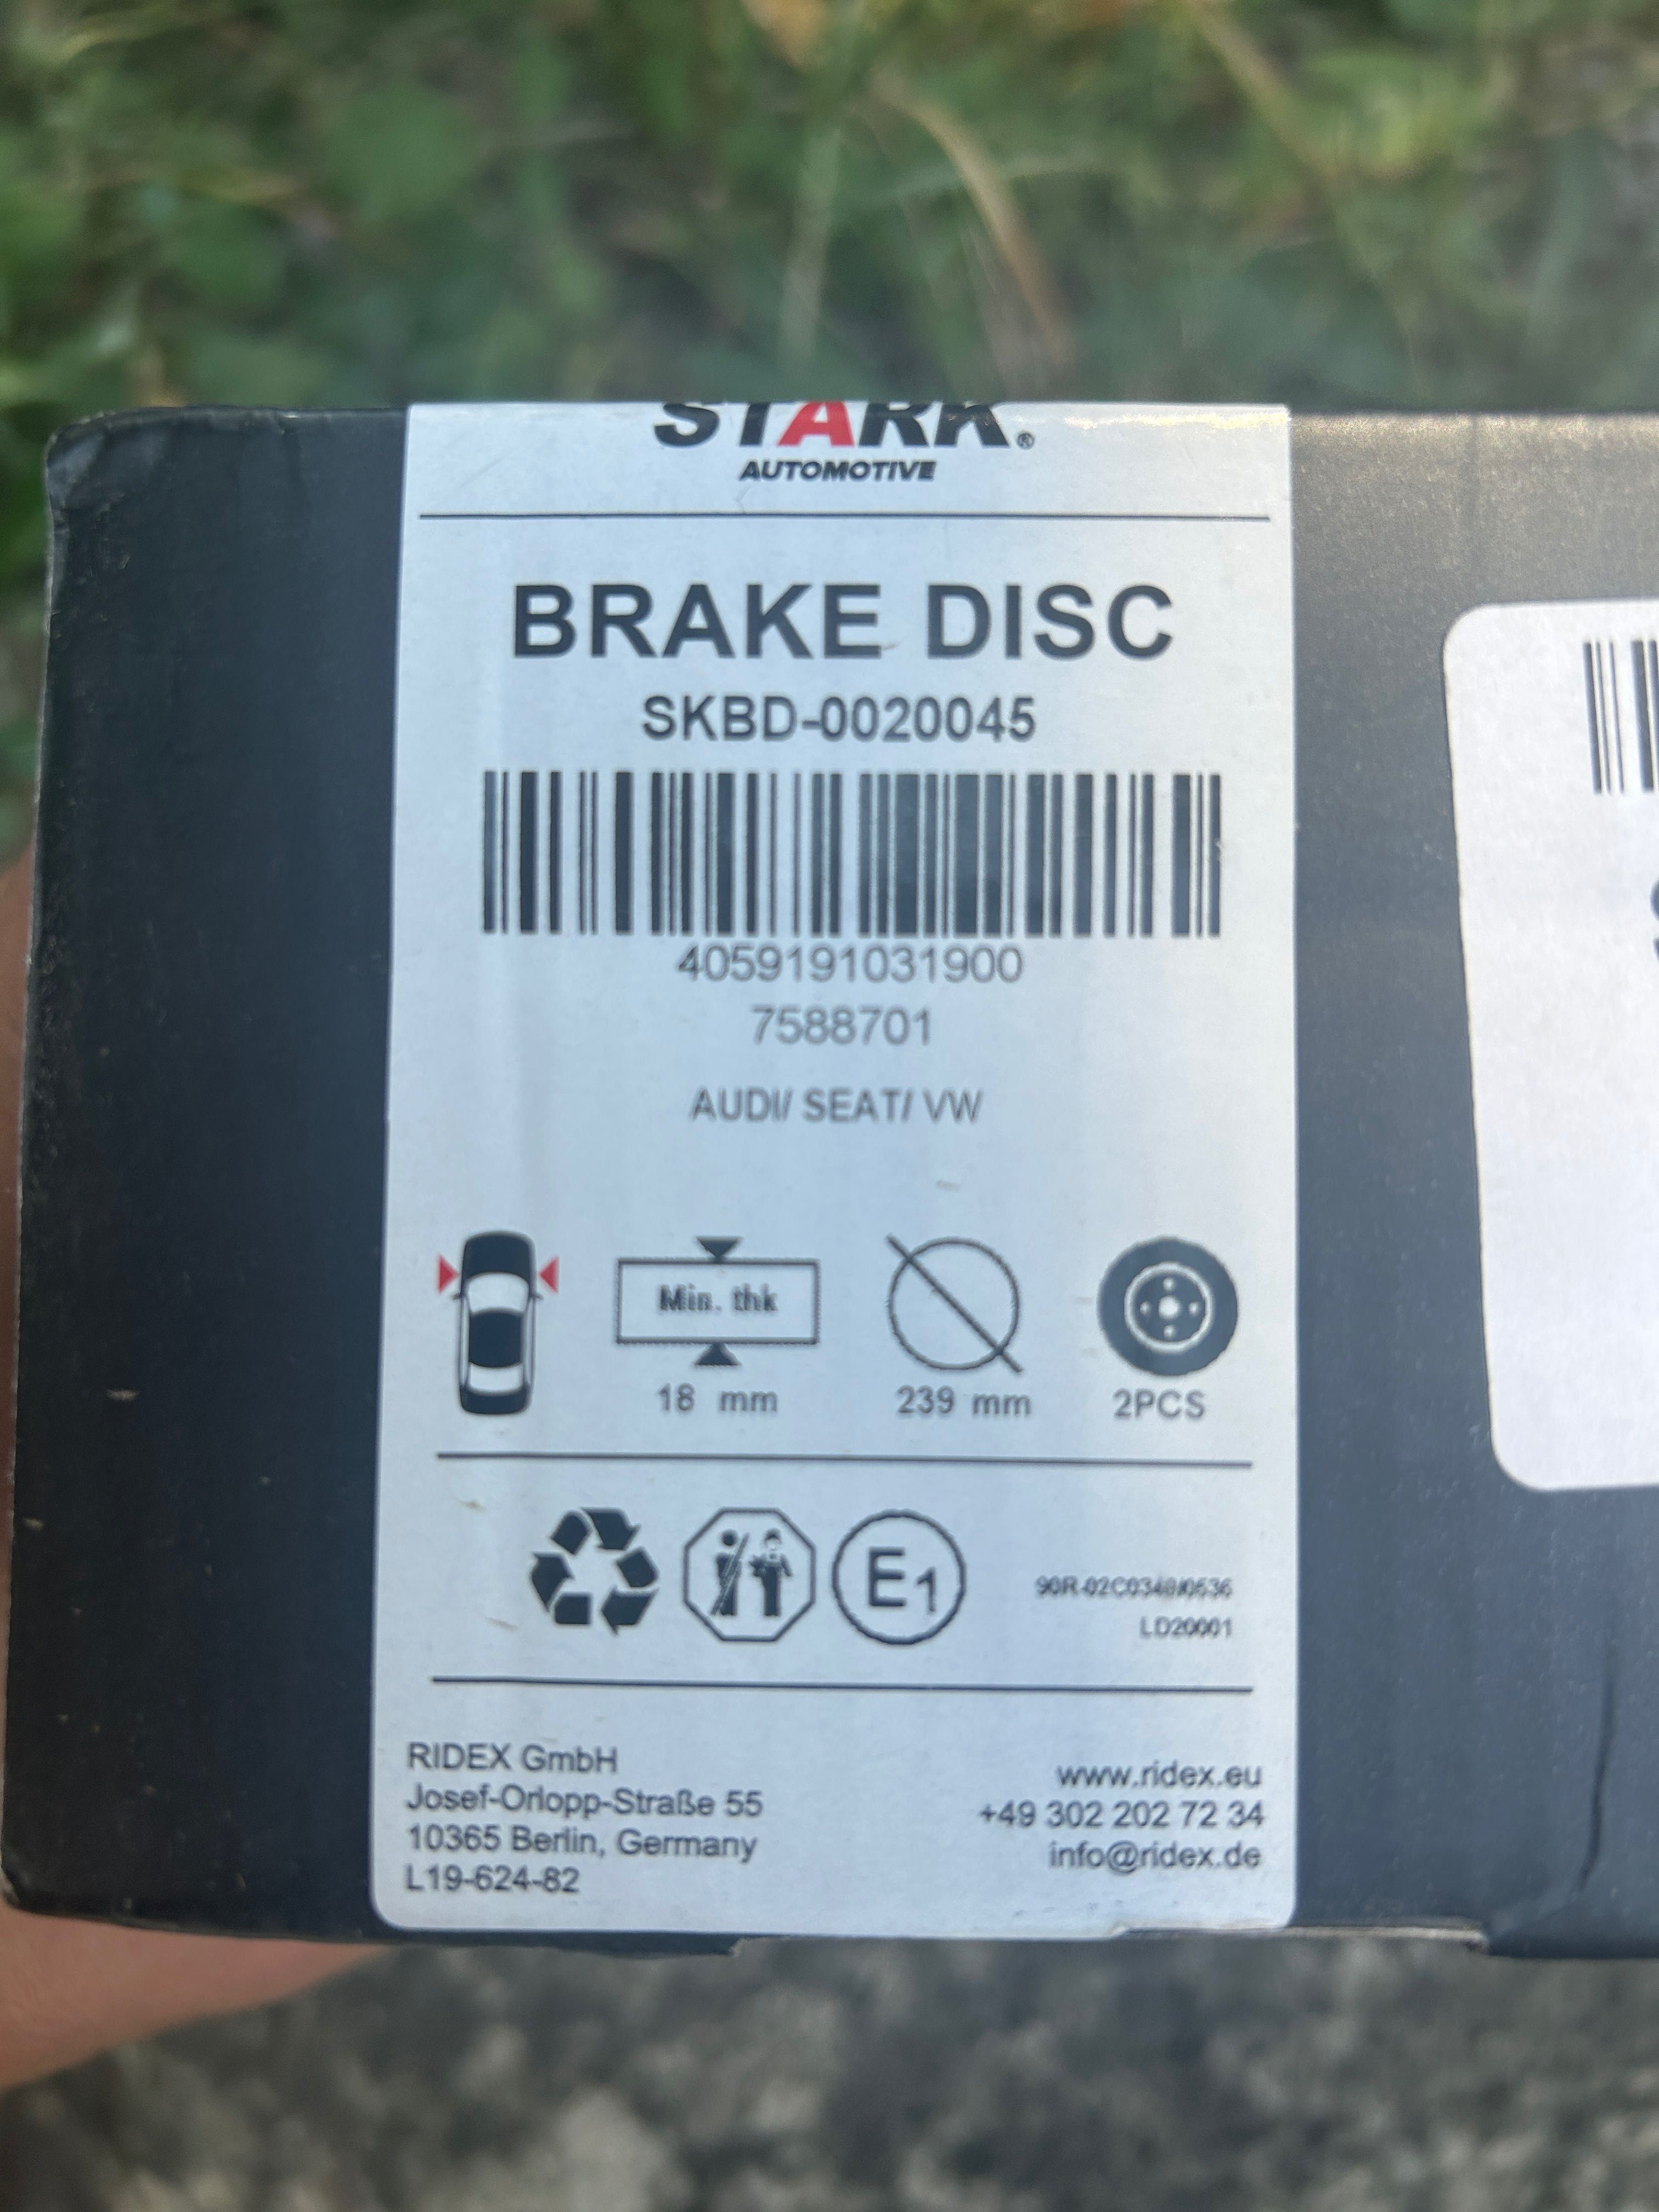 STARK®
AUTOMOTIVE
BRAKE DISC
SKBD-0020045
4059191031900
7588701
AUDI/ SEAT/ VW
Min. thk
18 mm
239 mm
2PCS
E1
LD20001
RIDEX GmbH
Josef-Orlopp-Straße 55
10365 Berlin, Germany
L19-624-82
www.ridex.eu
+49 302 202 72 34
info@ridex.de